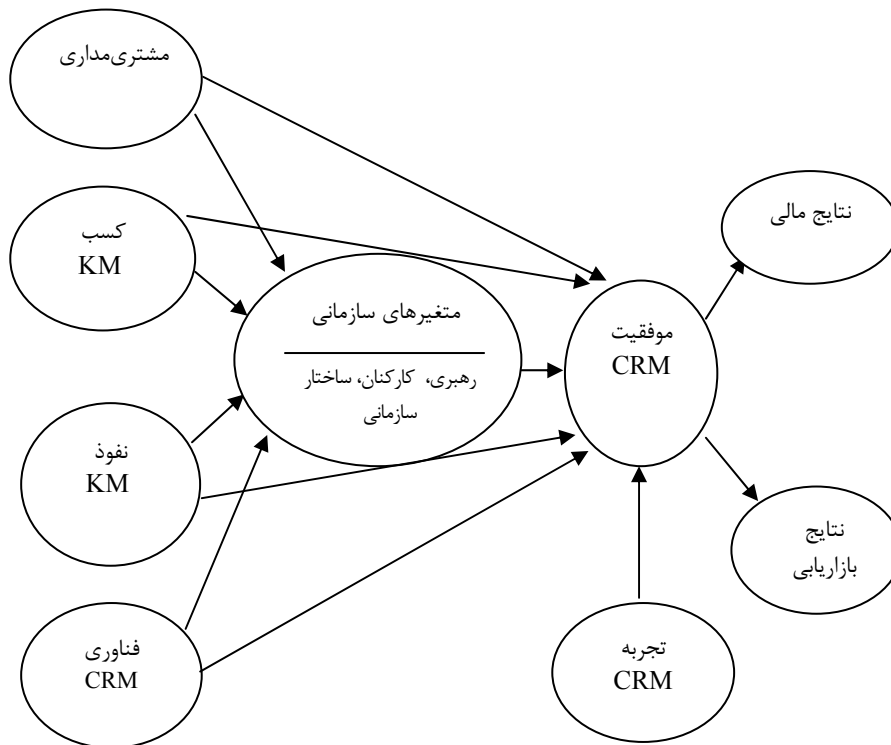 مشتری‌مداری
کسب
KM
نفوذ
KM
فناوری
CRM
متغیرهای سازمانی
رهبری، کارکنان، ساختار
سازمانی
موفقیت
CRM
تجربه
CRM
نتایج مالی
نتایج
بازاریابی